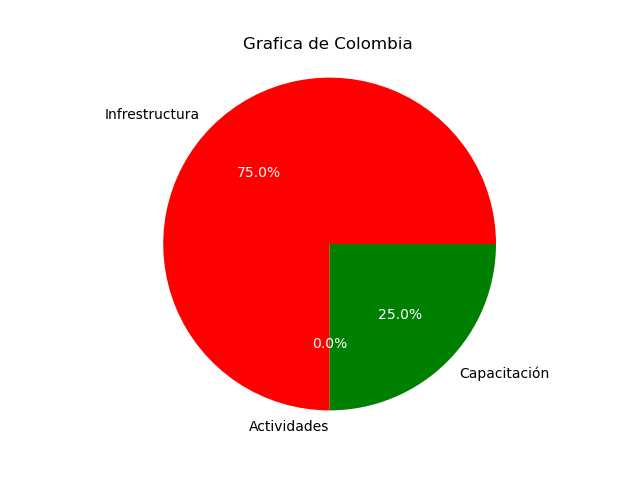 Grafica de Colombia
Infrestructura
75.0%
25.0%
0.0%
Capacitación
Actividades